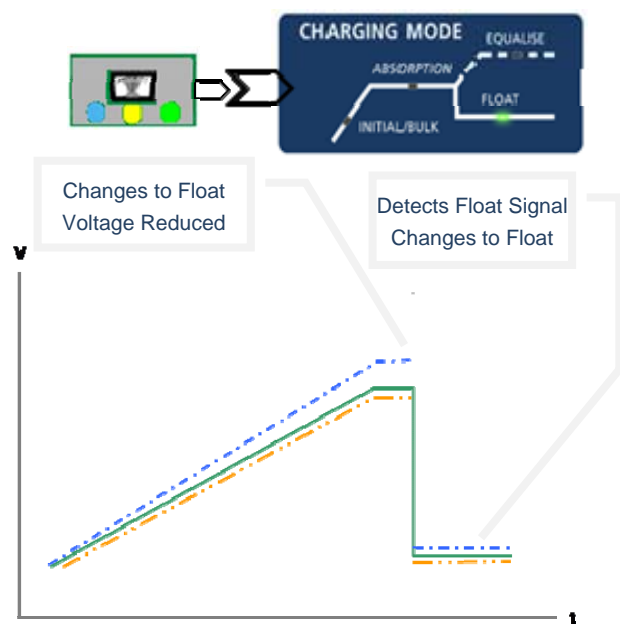 CHARGING MODE
EQUALISE
ABSORPTION
FLOAT
INITIAL/BULK
Changes to Float
Voltage Reduced
Detects Float Signal
Changes to Float
V
t